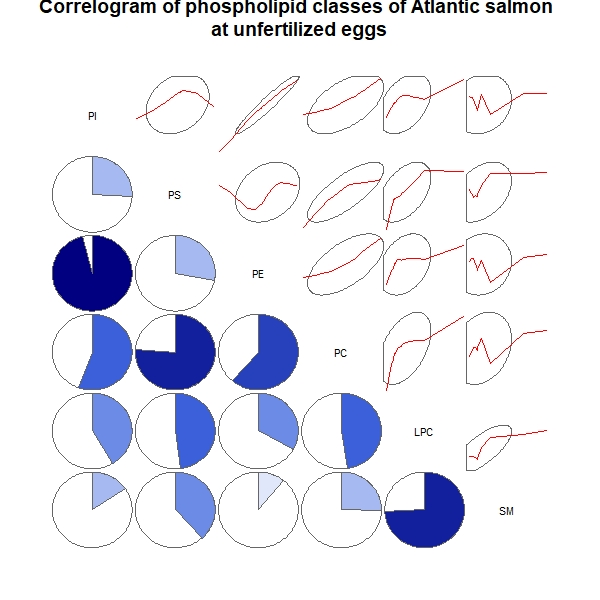 Correlogram of phospholipid classes of Atlantic salmon
at unfertilized eggs
PI
PS
PE
PC
LPC
SM